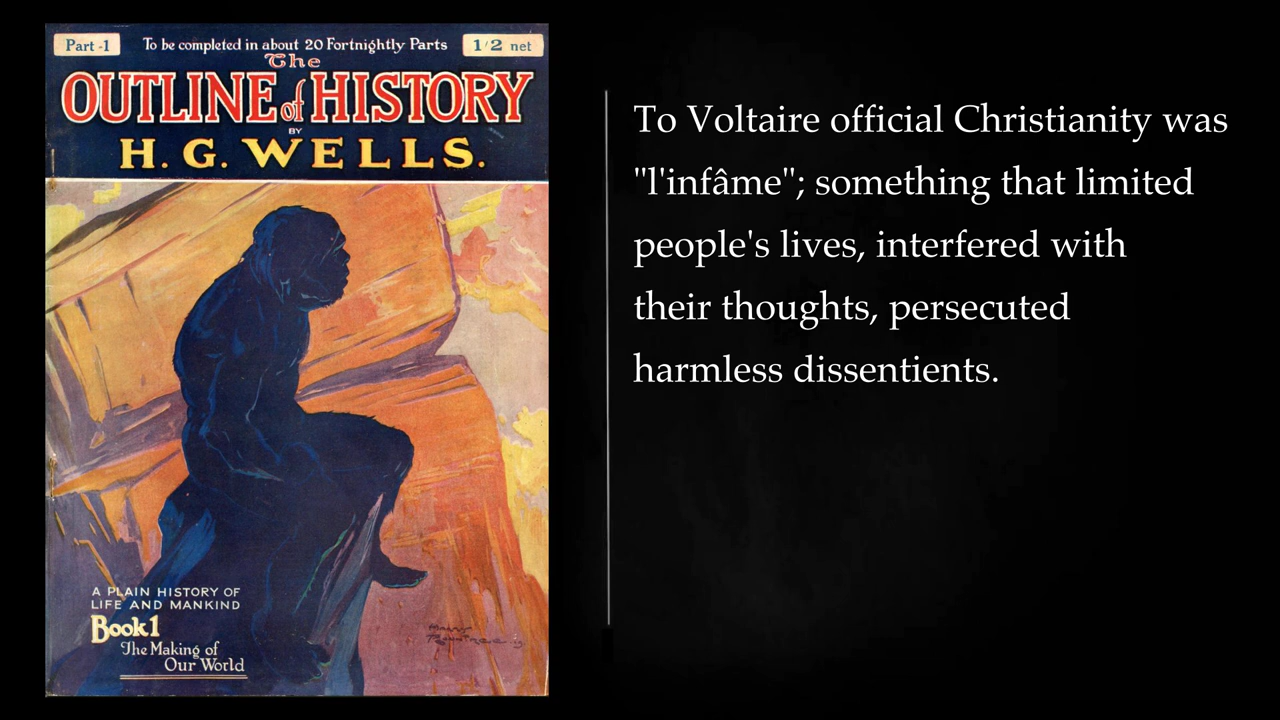 Part -1
To be completed in about 20 Fortnightly Parts
1/2 net
The
OUTLINE of HISTORY
BY
H. G. WELLS.
A PLAIN HISTORY OF
LIFE AND MANKIND
Book 1
The Making of
Our World
To Voltaire official Christianity was
"l'infâme"; something that limited
people's lives, interfered with
their thoughts, persecuted
harmless dissentients.